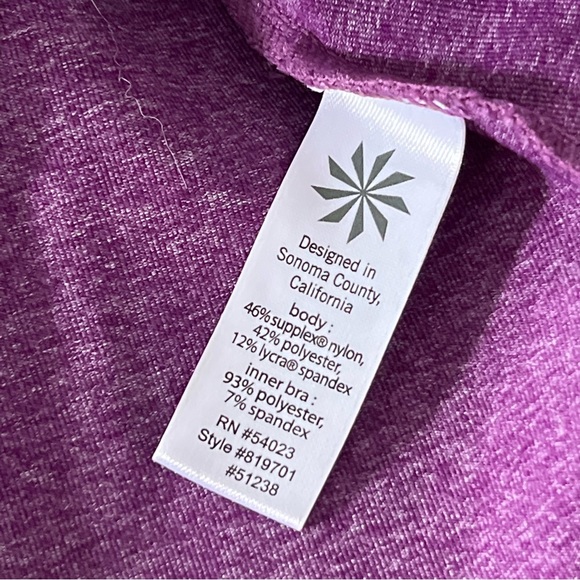 Designed in
Sonoma County,
California
body :
46%supplex®nylon,
42% polyester,
12% lycra®spandex
inner bra :
93% polyester,
7% spandex
RN #54023
Style #819701
#51238